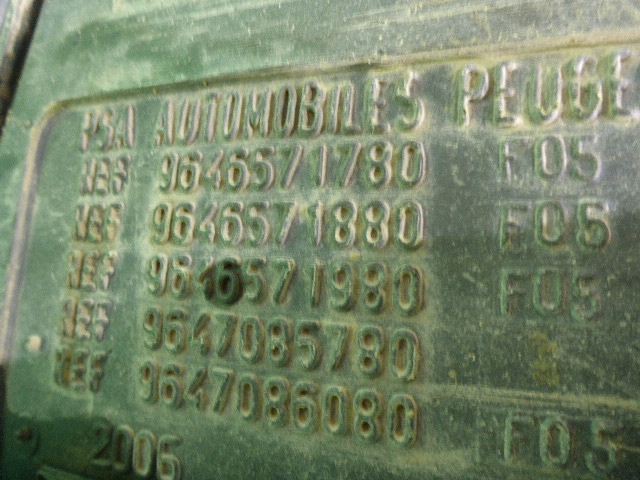 PSA AUTOMOBILES PEUGE
REF 9646571780 F05
REF 9646571880 F05
REF 9646571980 F05
REF 9647085780
REF 9647086080 F05
2006